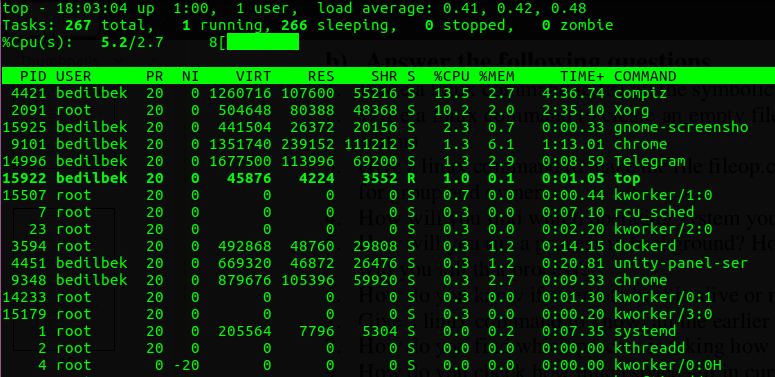 top - 18:03:04 up  1:00,  1 user,  load average: 0.41, 0.42, 0.48
Tasks: 267 total,   1 running, 266 sleeping,   0 stopped,   0 zombie
%Cpu(s):   5.2/2.7     8[
b)  Answer the following questions
PID USER      PR  NI    VIRT    RES    SHR S  %CPU %MEM     TIME+ COMMAND
4421 bedilbek  20   0 1260716 107600  55216 S  13.5  2.7   4:36.74 compiz
2091 root      20   0  504648  80388  48368 S  10.2  2.0   2:35.10 Xorg
15925 bedilbek  20   0  441504  26372  20156 S   2.3  0.7   0:00.33 gnome-screensho
9101 bedilbek  20   0 1351740 239152 111212 S   1.3  6.1   1:13.01 chrome
14996 bedilbek  20   0 1677500 113996  69200 S   1.3  2.9   0:08.59 Telegram
15922 bedilbek  20   0   45876   4224   3552 R   1.0  0.1   0:01.05 top
15507 root      20   0       0      0      0 S   0.7  0.0   0:00.44 kworker/1:0
7 root      20   0       0      0      0 S   0.3  0.0   0:07.10 rcu_sched
23 root      20   0       0      0      0 S   0.3  0.0   0:02.20 kworker/2:0
3594 root      20   0  492868  48760  29808 S   0.3  1.2   0:14.15 dockerd
4451 bedilbek  20   0  669320  46872  26476 S   0.3  1.2   0:20.81 unity-panel-ser
9348 bedilbek  20   0  879676 105396  59920 S   0.3  2.7   0:09.33 chrome
14233 root      20   0       0      0      0 S   0.0  0.0   0:01.30 kworker/0:1
15179 root      20   0       0      0      0 S   0.0  0.0   0:00.20 kworker/3:0
1 root      20   0  205564   7796   5304 S   0.0  0.2   0:07.35 systemd
2 root      20   0       0      0      0 S   0.0  0.0   0:00.00 kthreadd
4 root       0 -20       0      0      0 S   0.0  0.0   0:00.00 kworker/0:0H